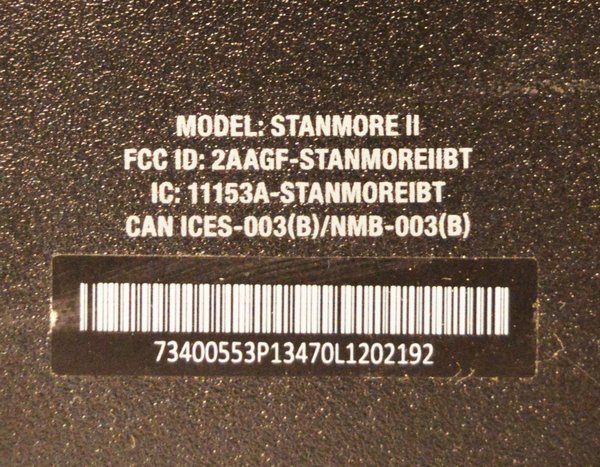 MODEL: STANMORE II
FCC ID: 2AAGF-STANMOREIIBT
IC: 11153A-STANMOREIBT
CAN ICES-003(B)/NMB-003(B)
73400553P13470L1202192